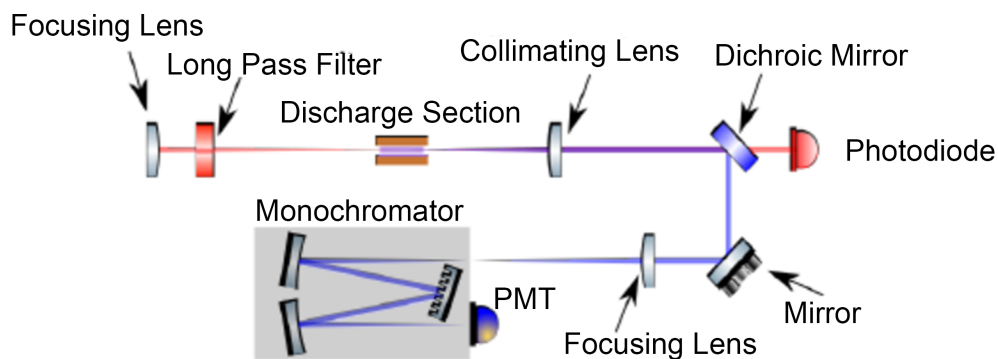 Focusing Lens
Long Pass Filter
Discharge Section
Collimating Lens
Dichroic Mirror
Photodiode
Monochromator
PMT
Focusing Lens
Mirror